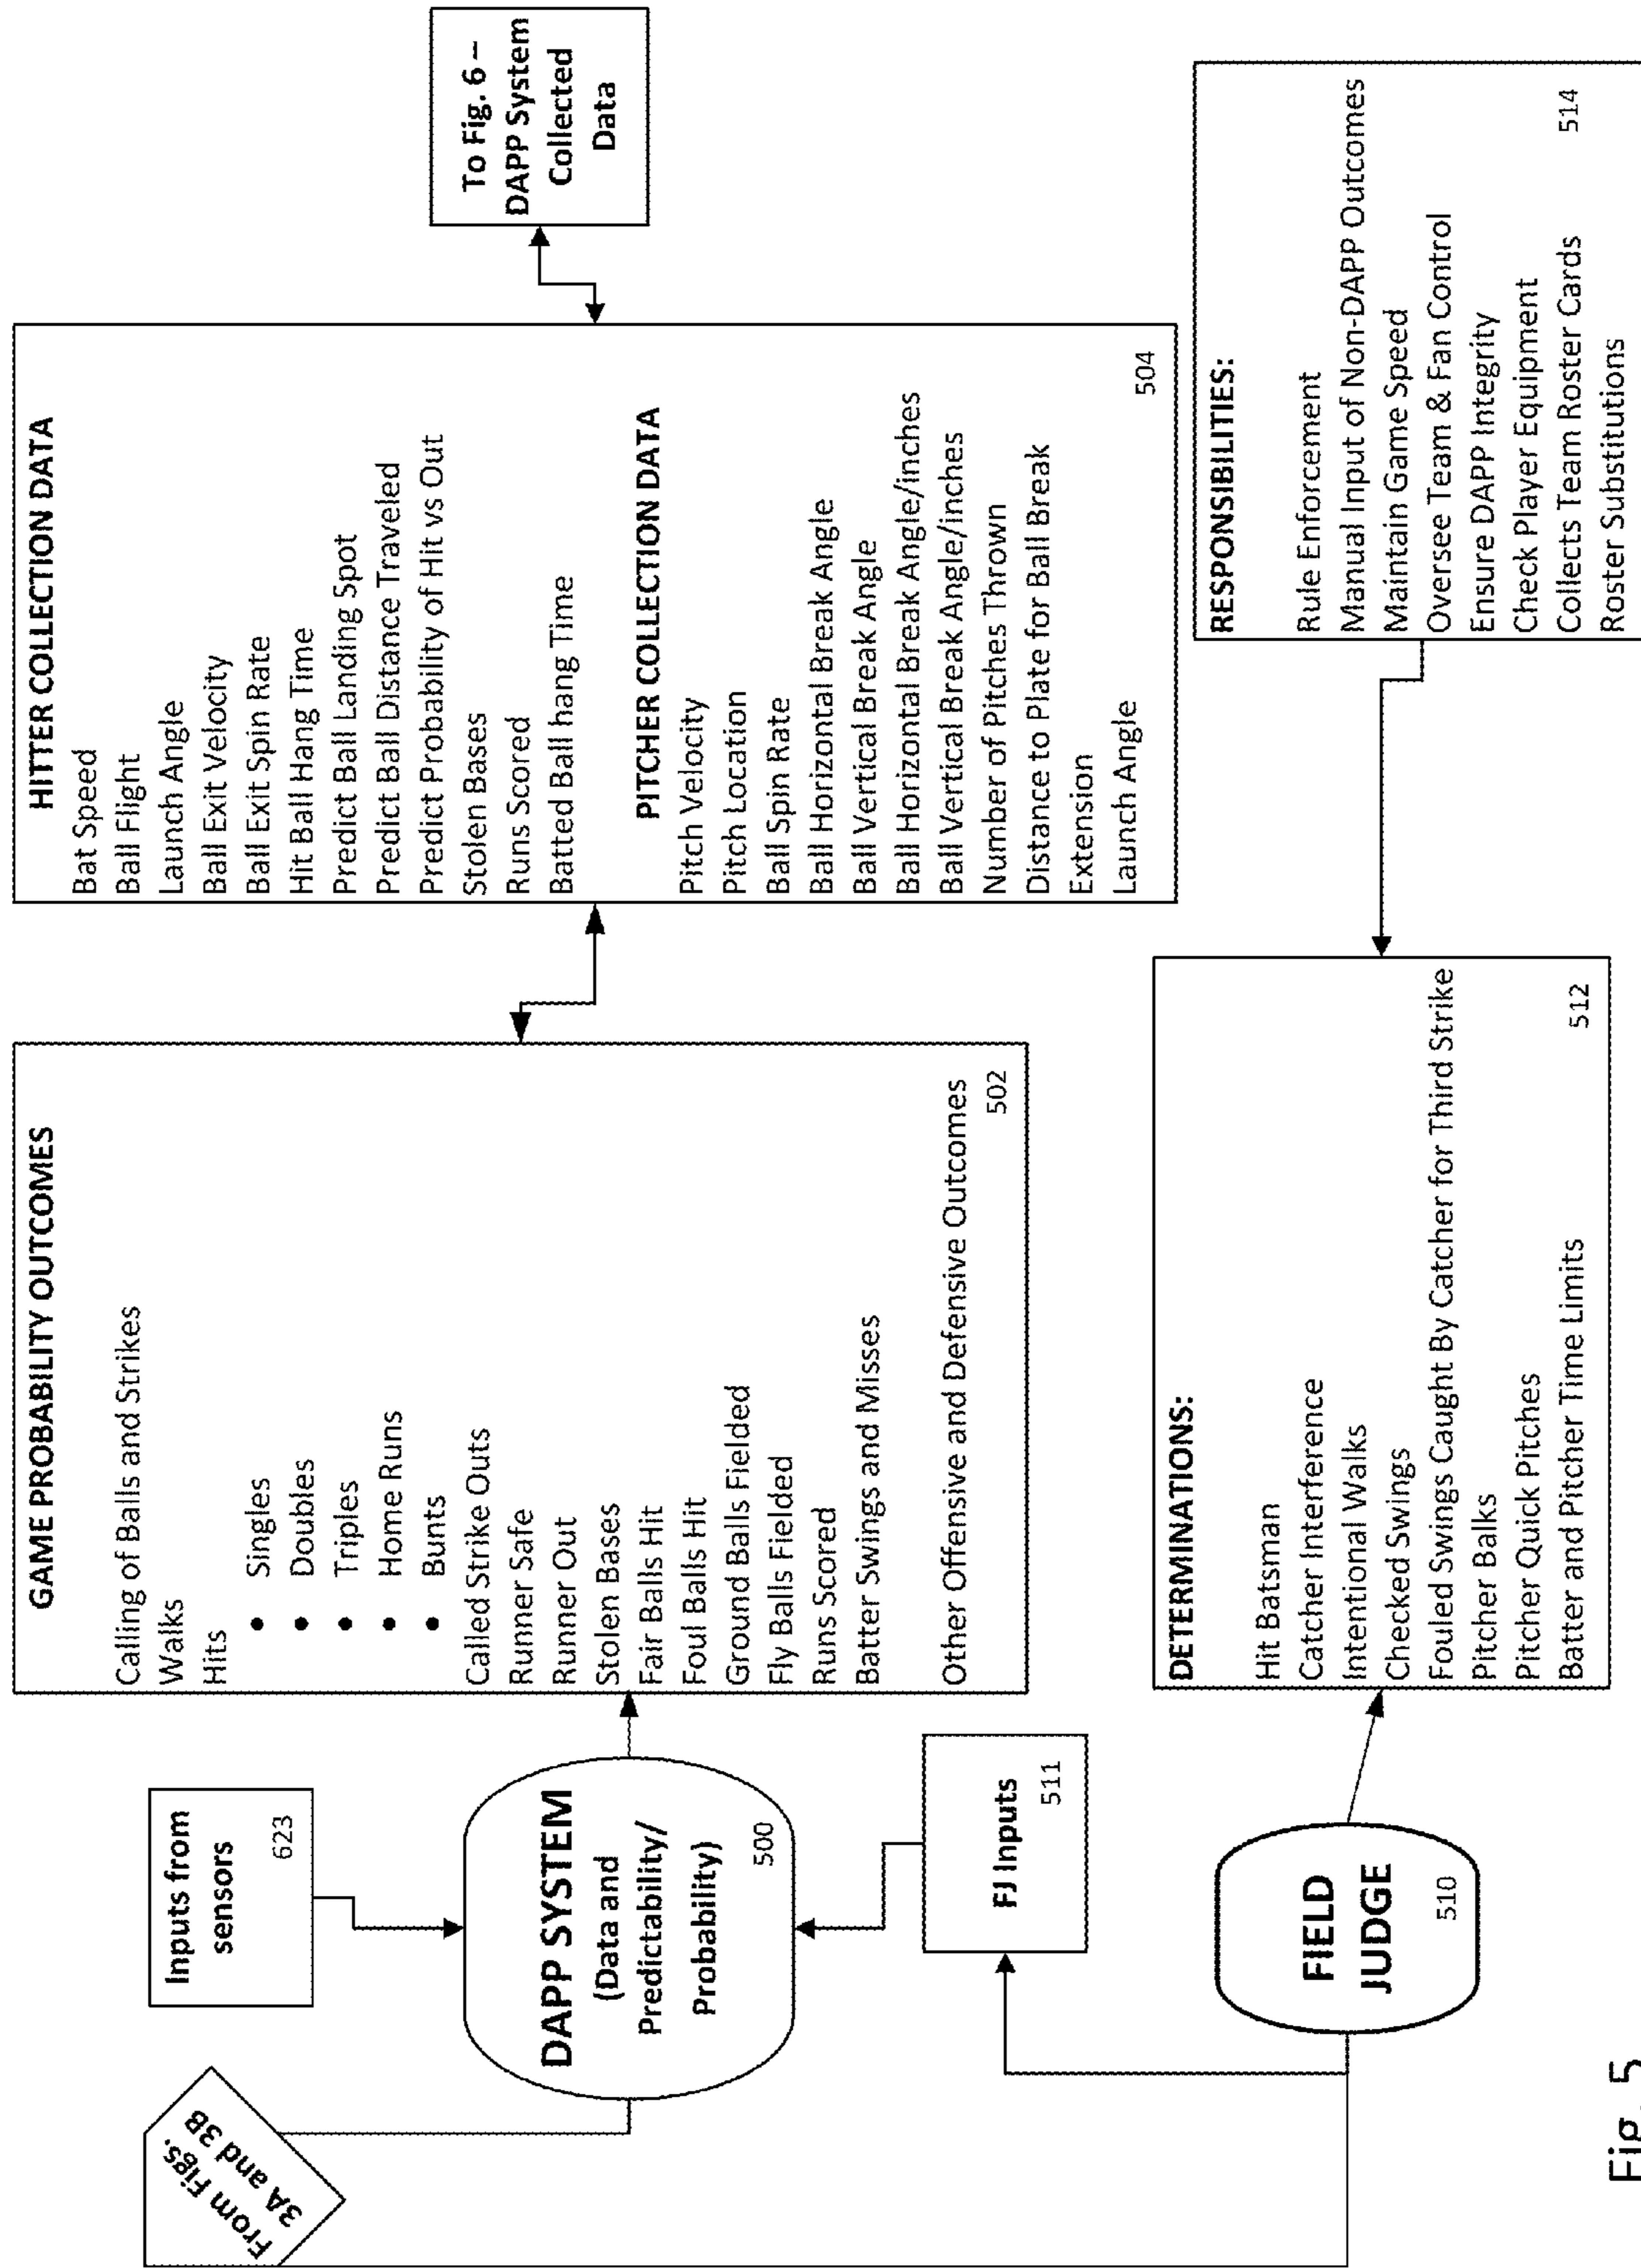 From Figs.
3A and 3B
Inputs from
sensors
623
DAPP SYSTEM
(Data and
Predictability/
Probability)
500
FJ Inputs
511
FIELD
JUDGE
510
GAME PROBABILITY OUTCOMES
Calling of Balls and Strikes
Walks
Hits
• Singles
• Doubles
• Triples
• Home Runs
• Bunts
Called Strike Outs
Runner Safe
Runner Out
Stolen Bases
Fair Balls Hit
Foul Balls Hit
Ground Balls Fielded
Fly Balls Fielded
Runs Scored
Batter Swings and Misses
Other Offensive and Defensive Outcomes
502
HITTER COLLECTION DATA
Bat Speed
Ball Flight
Launch Angle
Ball Exit Velocity
Ball Exit Spin Rate
Hit Ball Hang Time
Predict Ball Landing Spot
Predict Ball Distance Traveled
Predict Probability of Hit vs Out
Stolen Bases
Runs Scored
Batted Ball hang Time
PITCHER COLLECTION DATA
Pitch Velocity
Pitch Location
Ball Spin Rate
Ball Horizontal Break Angle
Ball Vertical Break Angle
Ball Horizontal Break Angle/inches
Ball Vertical Break Angle/inches
Number of Pitches Thrown
Distance to Plate for Ball Break
Extension
Launch Angle
504
To Fig. 6 –
DAPP System
Collected
Data
DETERMINATIONS:
Hit Batsman
Catcher Interference
Intentional Walks
Checked Swings
Fouled Swings Caught By Catcher for Third Strike
Pitcher Balks
Pitcher Quick Pitches
Batter and Pitcher Time Limits
512
RESPONSIBILITIES:
Rule Enforcement
Manual Input of Non-DAPP Outcomes
Maintain Game Speed
Oversee Team & Fan Control
Ensure DAPP Integrity
Check Player Equipment
Collects Team Roster Cards
Roster Substitutions
514
Fig. 5